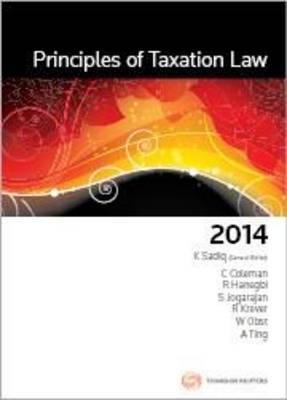 Principles of Taxation Law
2014
K Sadiq (General Editor)
C Coleman
R Hanegbi
S Jogarajan
R Krever
W Obst
A Ting
THOMSON REUTERS